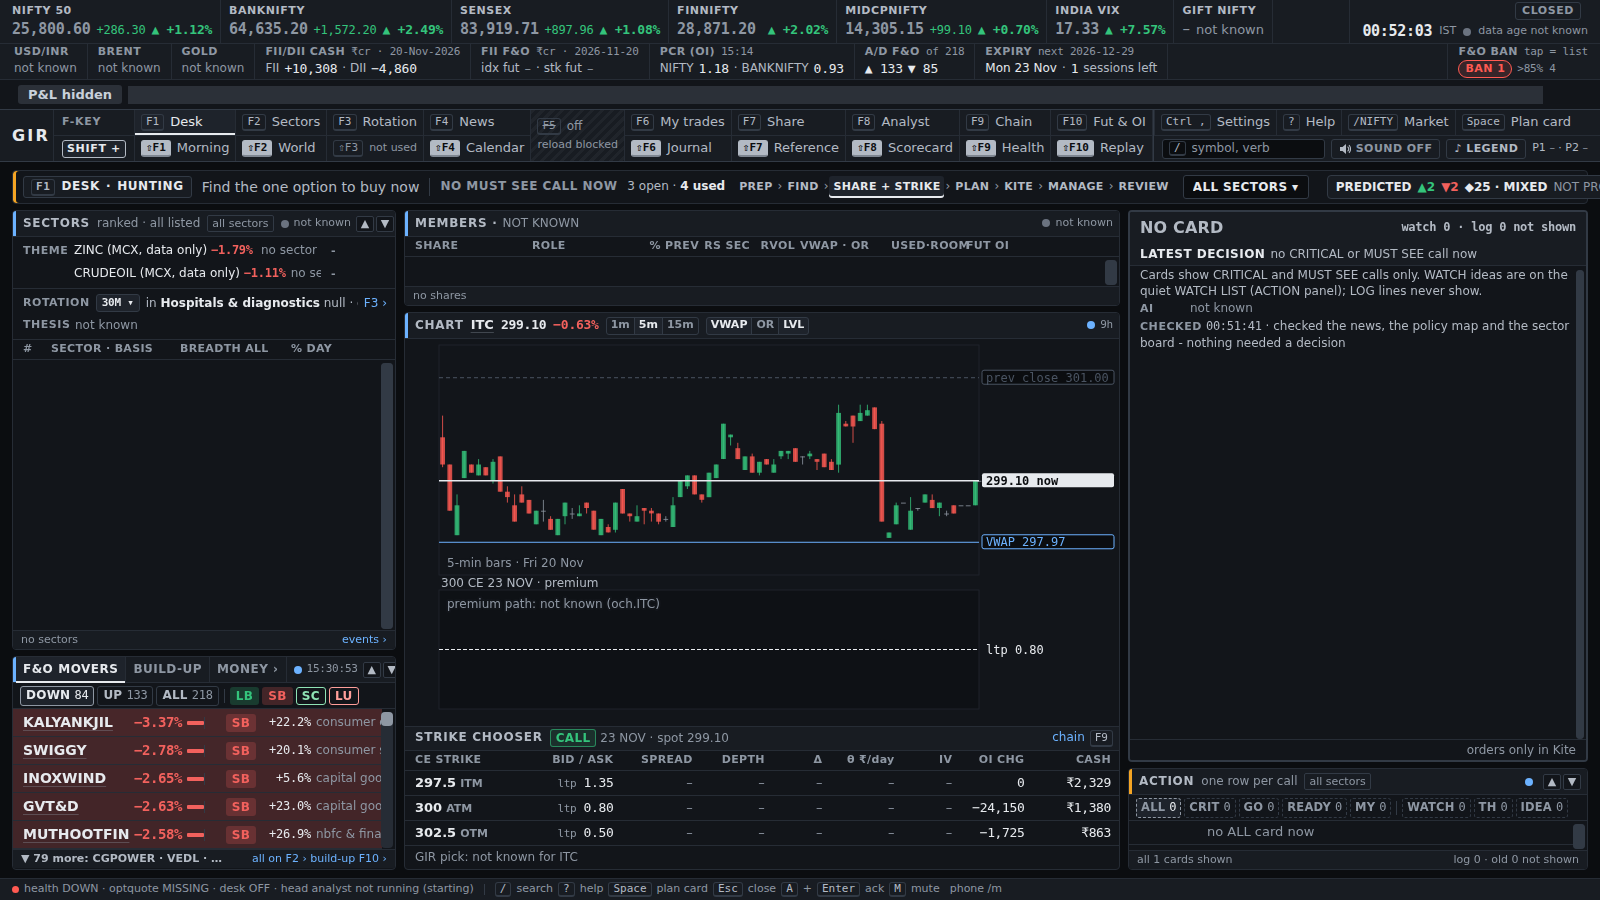 NIFTY 50
25,800.60 +286.30 ▲ +1.12%
BANKNIFTY
64,635.20 +1,572.20 ▲ +2.49%
SENSEX
83,919.71 +897.96 ▲ +1.08%
FINNIFTY
28,871.20 ▲ +2.02%
MIDCPNIFTY
14,305.15 +99.10 ▲ +0.70%
INDIA VIX
17.33 ▲ +7.57%
GIFT NIFTY
– not known
CLOSED
00:52:03 IST data age not known
USD/INR
not known
BRENT
not known
GOLD
not known
FII/DII CASH ₹cr · 20-Nov-2026
FII +10,308 · DII −4,860
FII F&O ₹cr · 2026-11-20
idx fut – · stk fut –
PCR (OI) 15:14
NIFTY 1.18 · BANKNIFTY 0.93
A/D F&O of 218
▲ 133 ▼ 85
EXPIRY next 2026-12-29
Mon 23 Nov · 1 sessions left
F&O BAN tap = list
BAN 1 >85% 4
P&L hidden
GIR
F-KEY
F1 Desk
F2 Sectors
F3 Rotation
F4 News
F5 off
reload blocked
F6 My trades
F7 Share
F8 Analyst
F9 Chain
F10 Fut & OI
Ctrl , Settings
? Help
/NIFTY Market
Space Plan card
SHIFT +
⇧F1 Morning
⇧F2 World
⇧F3 not used
⇧F4 Calendar
⇧F6 Journal
⇧F7 Reference
⇧F8 Scorecard
⇧F9 Health
⇧F10 Replay
/ symbol, verb
SOUND OFF
♪ LEGEND
P1 – · P2 –
F1 DESK · HUNTING
Find the one option to buy now
NO MUST SEE CALL NOW
3 open · 4 used
PREP › FIND › SHARE + STRIKE › PLAN › KITE › MANAGE › REVIEW
ALL SECTORS ▾
PREDICTED ▲2 ▼2 ◆25 · MIXED NOT PRO
SECTORS ranked · all listed all sectors not known ▲ ▼
THEME ZINC (MCX, data only) −1.79% no sector -
CRUDEOIL (MCX, data only) −1.11% no se -
ROTATION 30M ▾ in Hospitals & diagnostics null · F3 ›
THESIS not known
# SECTOR · BASIS BREADTH ALL % DAY
no sectors
events ›
F&O MOVERS BUILD-UP MONEY › 15:30:53 ▲ ▼
DOWN 84 UP 133 ALL 218 LB SB SC LU
KALYANKJIL −3.37% SB +22.2% consumer
SWIGGY −2.78% SB +20.1% consumer s
INOXWIND −2.65% SB +5.6% capital goo
GVT&D −2.63% SB +23.0% capital goo
MUTHOOTFIN −2.58% SB +26.9% nbfc & fina
▼ 79 more: CGPOWER · VEDL · … all on F2 › build-up F10 ›
MEMBERS · NOT KNOWN
not known
SHARE ROLE % PREV RS SEC RVOL VWAP · OR USED·ROOM FUT OI
no shares
CHART ITC 299.10 −0.63% 1m 5m 15m VWAP OR LVL
9h
prev close 301.00
299.10 now
VWAP 297.97
5-min bars · Fri 20 Nov
300 CE 23 NOV · premium
premium path: not known (och.ITC)
ltp 0.80
STRIKE CHOOSER CALL 23 NOV · spot 299.10
chain F9
CE STRIKE BID / ASK SPREAD DEPTH Δ θ ₹/day IV OI CHG CASH
297.5 ITM ltp 1.35 – – – – – 0 ₹2,329
300 ATM ltp 0.80 – – – – – −24,150 ₹1,380
302.5 OTM ltp 0.50 – – – – – −1,725 ₹863
GIR pick: not known for ITC
NO CARD
watch 0 · log 0 not shown
LATEST DECISION no CRITICAL or MUST SEE call now
Cards show CRITICAL and MUST SEE calls only. WATCH ideas are on the
quiet WATCH LIST (ACTION panel); LOG lines never show.
AI not known
CHECKED 00:51:41 · checked the news, the policy map and the sector
board - nothing needed a decision
orders only in Kite
ACTION one row per call all sectors
▲ ▼
ALL 0 CRIT 0 GO 0 READY 0 MY 0 WATCH 0 TH 0 IDEA 0
no ALL card now
all 1 cards shown
log 0 · old 0 not shown
health DOWN · optquote MISSING · desk OFF · head analyst not running (starting)
/ search ? help Space plan card Esc close A + Enter ack M mute phone /m